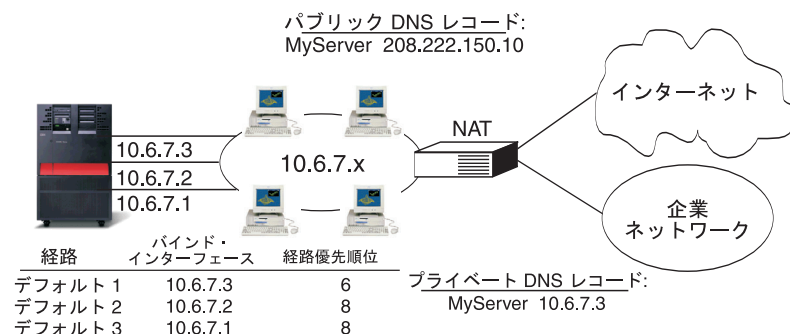 パブリック DNS レコード:
MyServer 208.222.150.10
インターネット
NAT
10.6.7.3
10.6.7.2
10.6.7.1
10.6.7.x
企業
ネットワーク
経路 バインド・インターフェース 経路優先順位
デフォルト 1 10.6.7.3 6
デフォルト 2 10.6.7.2 8
デフォルト 3 10.6.7.1 8
プライベート DNS レコード:
MyServer 10.6.7.3